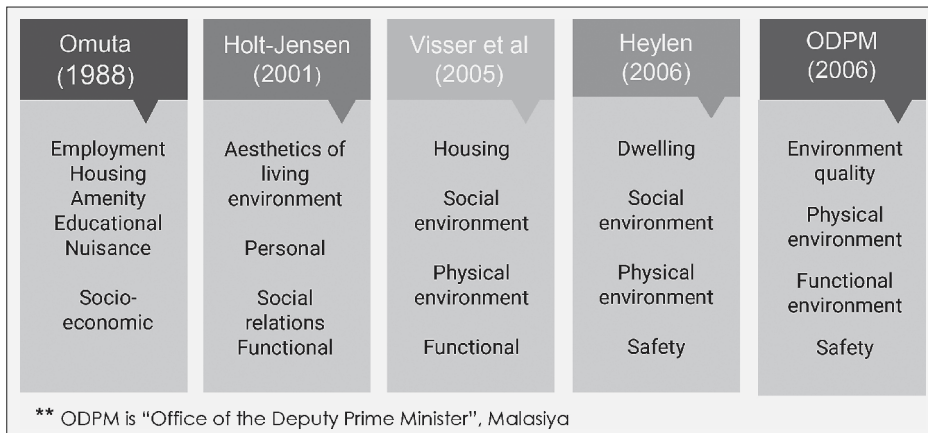 Omuta
(1988)
Employment
Housing
Amenity
Educational
Nuisance
Socio-
economic
Holt-Jensen
(2001)
Aesthetics of
living
environment
Personal
Social
relations
Functional
Visser et al
(2005)
Housing
Social
environment
Physical
environment
Functional
Heylen
(2006)
Dwelling
Social
environment
Physical
environment
Safety
ODPM
(2006)
Environment
quality
Physical
environment
Functional
environment
Safety
** ODPM is “Office of the Deputy Prime Minister”, Malasiya